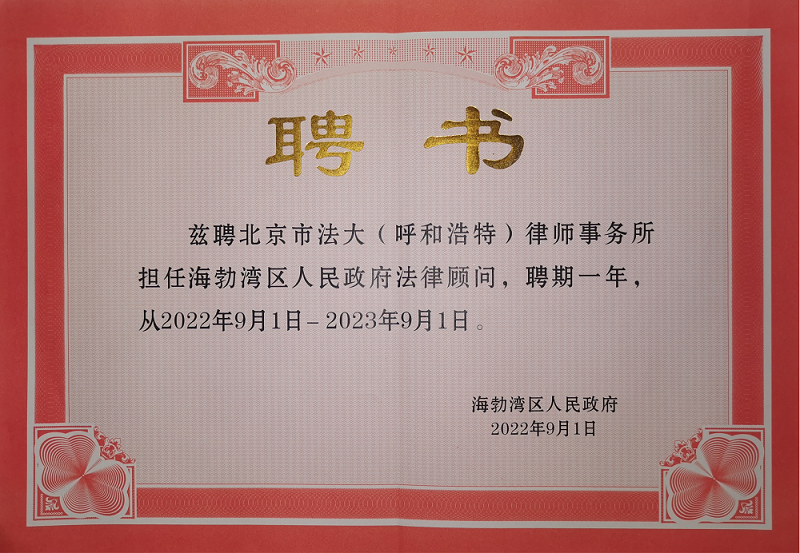 聘书
兹聘北京市法大（呼和浩特）律师事务所
担任海勃湾区人民政府法律顾问，聘期一年，
从2022年9月1日–2023年9月1日。
海勃湾区人民政府
2022年9月1日